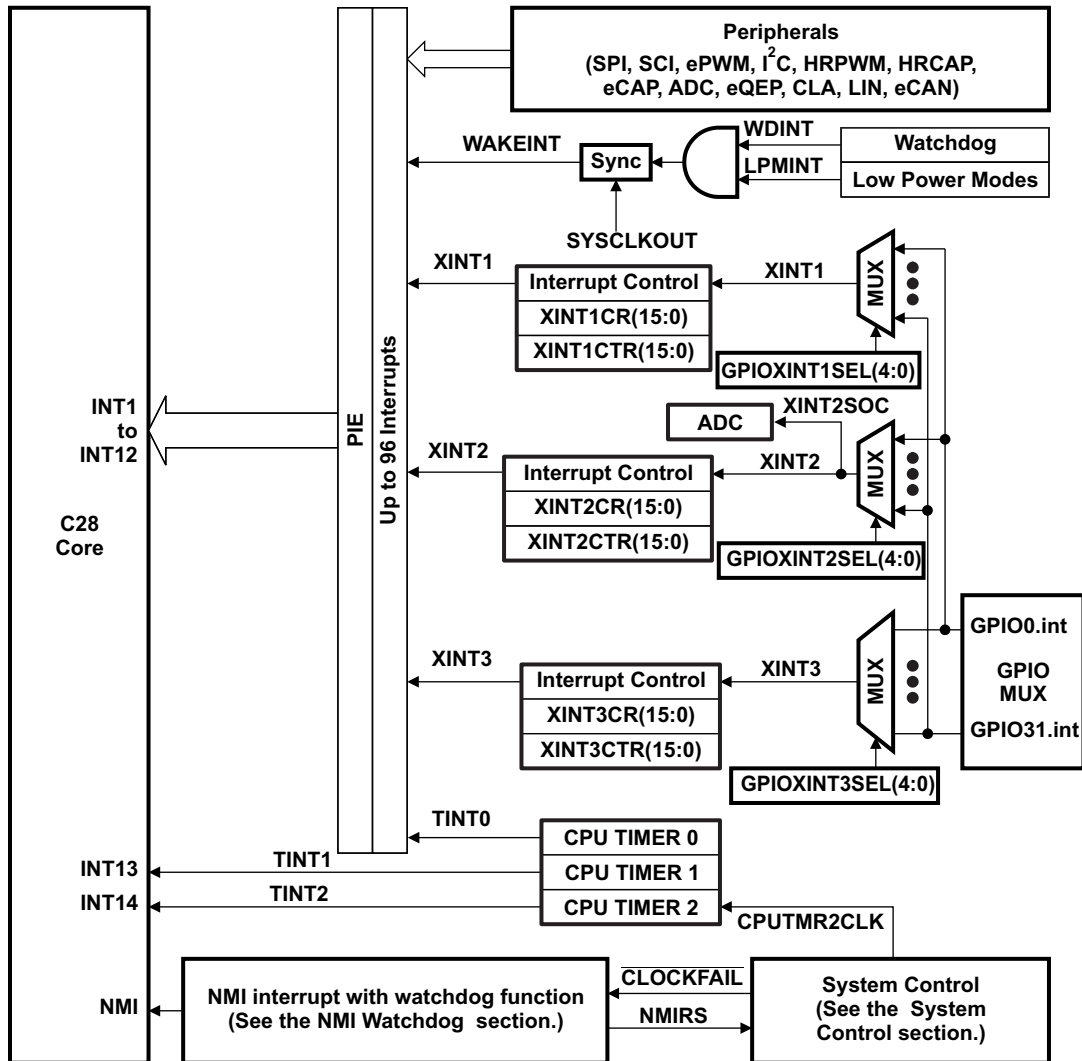 Peripherals
(SPI, SCI, ePWM, I2C, HRPWM, HRCAP,
eCAP, ADC, eQEP, CLA, LIN, eCAN)
WDINT
Watchdog
WAKEINT
Sync
LPMINT
Low Power Modes
SYSCLKOUT
XINT1
Interrupt Control
XINT1CR(15:0)
XINT1CTR(15:0)
XINT1
MUX
GPIOXINT1SEL(4:0)
INT1
to
INT12
PIE
Up to 96 Interrupts
ADC
XINT2SOC
XINT2
Interrupt Control
XINT2CR(15:0)
XINT2CTR(15:0)
XINT2
MUX
GPIOXINT2SEL(4:0)
C28
Core
XINT3
Interrupt Control
XINT3CR(15:0)
XINT3CTR(15:0)
XINT3
MUX
GPIOXINT3SEL(4:0)
GPIO0.int
GPIO
MUX
GPIO31.int
TINT0
CPU TIMER 0
INT13
TINT1
CPU TIMER 1
INT14
TINT2
CPU TIMER 2
CPUTMR2CLK
NMI
NMI interrupt with watchdog function
(See the NMI Watchdog section.)
CLOCKFAIL
NMIRS
System Control
(See the System
Control section.)